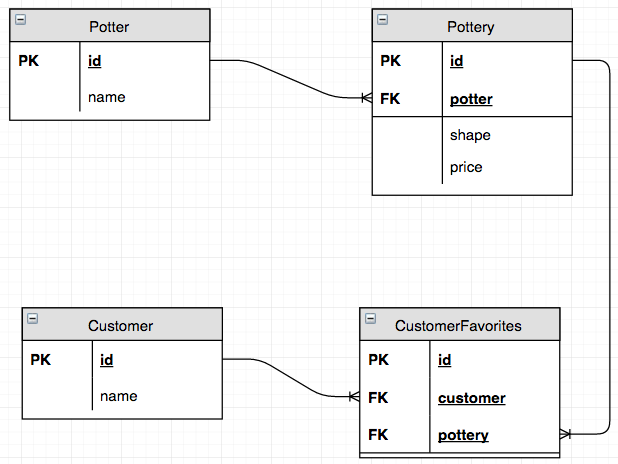 Potter
PK id
name
Pottery
PK id
FK potter
shape
price
Customer
PK id
name
CustomerFavorites
PK id
FK customer
FK pottery